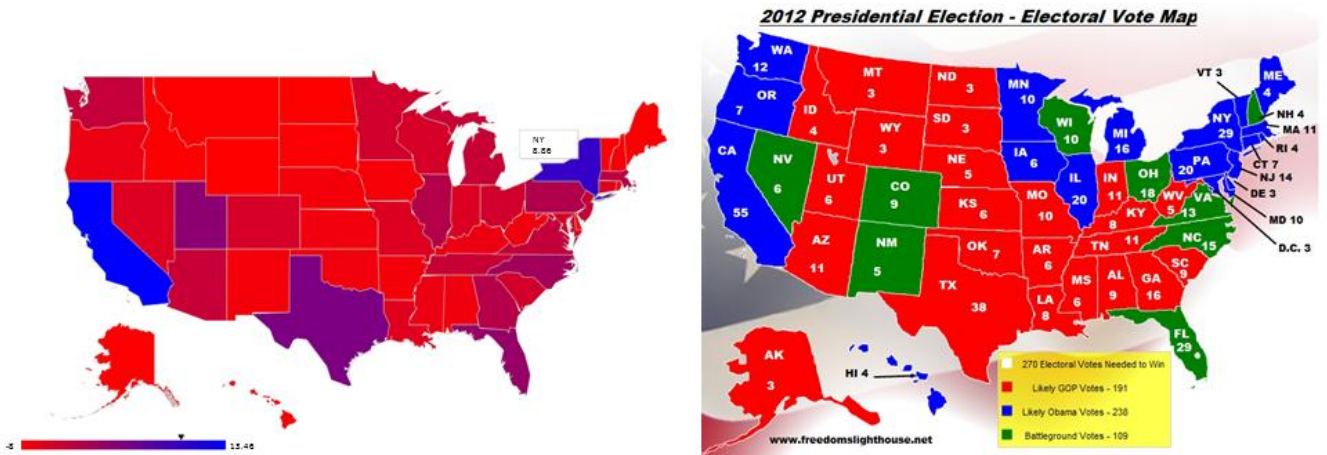 NY
8.86
-8
13.46
2012 Presidential Election - Electoral Vote Map
WA
12
OR
7
CA
55
NV
6
ID
4
MT
3
WY
3
UT
6
AZ
11
CO
9
NM
5
ND
3
SD
3
NE
5
KS
6
OK 7
TX
38
MN
10
IA
6
MO
10
AR
6
LA
8
WI
10
IL
20
MI
16
IN
11
OH
18
KY
8
TN 11
MS
6
AL
9
GA
16
SC
9
NC
15
VA
13
WV
5
PA
20
NY
29
VT 3
ME
4
NH 4
MA 11
RI 4
CT 7
NJ 14
DE 3
MD 10
D.C. 3
FL
29
AK
3
HI 4
270 Electoral Votes Needed to Win
Likely GOP Votes - 191
Likely Obama Votes - 238
Battleground Votes - 109
www.freedomslighthouse.net